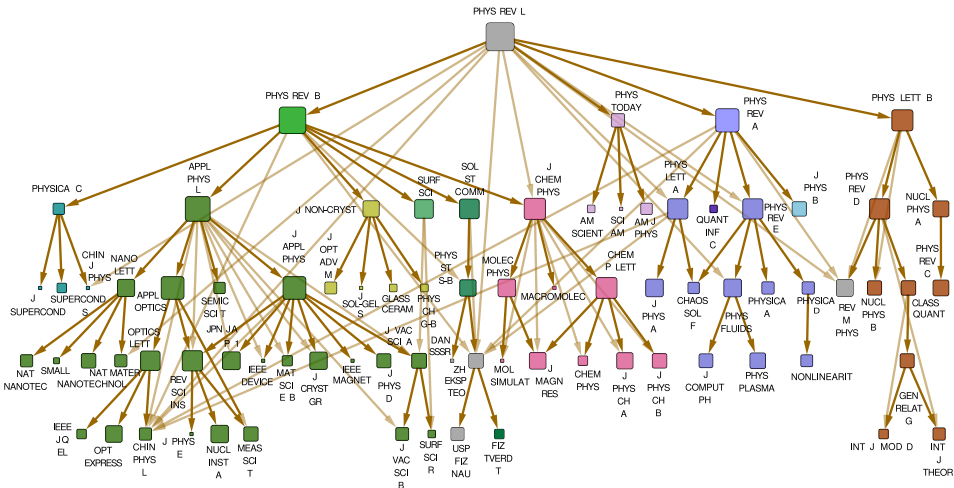 PHYS REV L
PHYS REV B
PHYS
TODAY
PHYS
REV
A
PHYS LETT B
PHYSICA C
APPL
PHYS
L
J NON-CRYST
SURF
SCI
SOL
ST
COMM
J
CHEM
PHYS
AM
SCIENT
SCI
AM
AM J
PHYS
PHYS
LETT
A
QUANT
INF
C
PHYS
REV
E
J
PHYS
B
PHYS
REV
D
NUCL
PHYS
A
J
SUPERCOND
SUPERCOND
CHIN
J
PHYS
S
NANO
LETT
APPL
OPTICS
SEMIC
SCI T
J
APPL
PHYS
J
OPT
ADV
M
J
SOL-GEL
S
GLASS
CERAM
PHYS
CH
G-B
PHYS
ST
S-B
MOLEC
PHYS
MACROMOLEC
CHEM
P LETT
J
PHYS
A
CHAOS
SOL
F
PHYS
FLUIDS
PHYSICA
A
PHYSICA
D
REV
M
PHYS
NUCL
PHYS
B
PHYS
REV
C
CLASS
QUANT
NAT
NANOTEC
SMALL
NANOTECHNOL
NAT MATER
OPTICS
LETT
REV
SCI
INS
JPN J A
P 1
IEEE
DEVICE
MAT
SCI
E B
J
CRYST
GR
IEEE
MAGNET
J
PHYS
D
J VAC
SCI A
DAN
SSSR
ZH
EKSP
TEO
MOL
SIMULAT
J
MAGN
RES
CHEM
PHYS
J
PHYS
CH
A
J
PHYS
CH
B
J
COMPUT
PH
PHYS
PLASMA
NONLINEARIT
GEN
RELAT
G
IEEE
J Q
EL
OPT
EXPRESS
CHIN
PHYS
L
J PHYS
E
NUCL
INST
A
MEAS
SCI
T
J
VAC
SCI
B
SURF
SCI
R
USP
FIZ
NAU
FIZ
TVERD
T
INT J MOD D
INT
J
THEOR